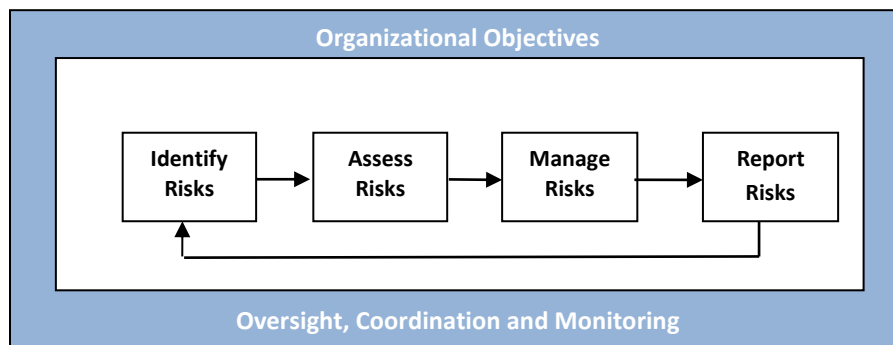 Organizational Objectives
Identify
Risks
Assess
Risks
Manage
Risks
Report
Risks
Oversight, Coordination and Monitoring